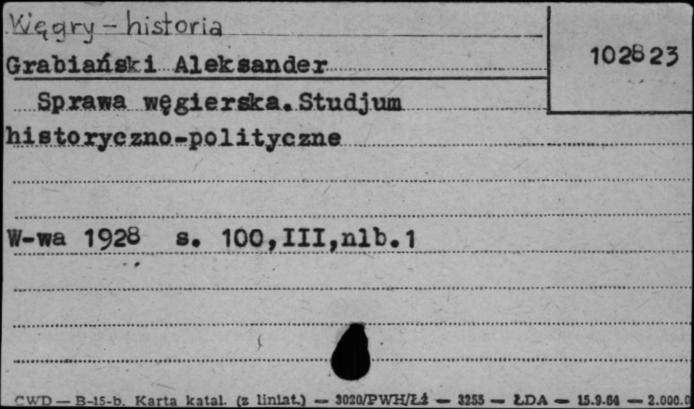 Węgry - historia
102823
Grabiański Aleksander
Sprawa węgierska.Studjum
historyczno-polityczne
W-wa 1928 s. 100,III,nlb.1
CWD — B-15-b. Karta katal. (z liniat.) — 3020/PWH/Łż — 3255 — ŁDA — 15.9.64 — 2.000.0